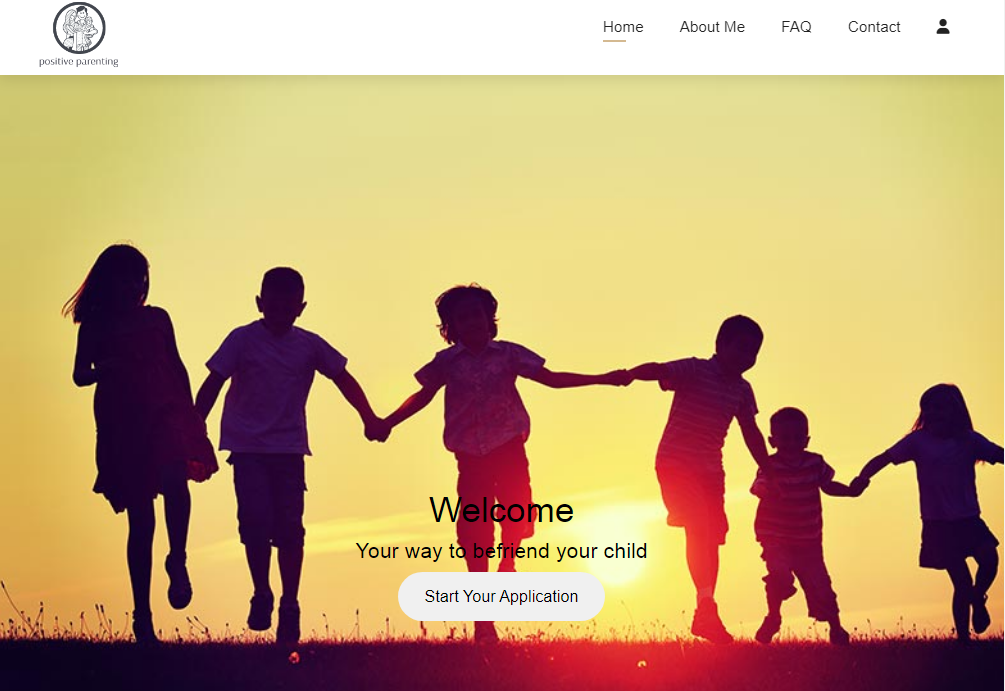 positive parenting
Home About Me FAQ Contact
Welcome
Your way to befriend your child
Start Your Application